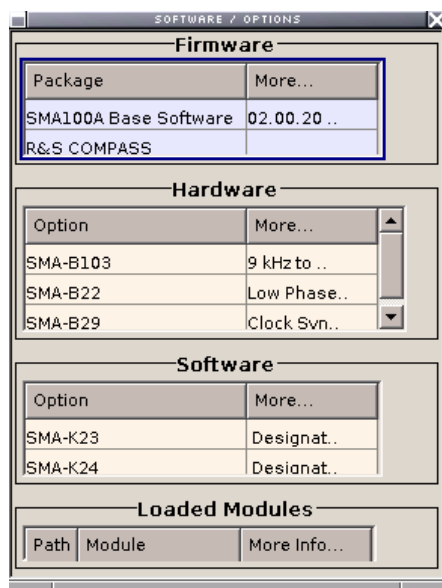 SOFTWARE / OPTIONS
Firmware
Package More...
SMA100A Base Software 02.00.20 ..
R&S COMPASS
Hardware
Option More...
SMA-B103 9 kHz to ..
SMA-B22 Low Phase..
SMA-B29 Clock Syn..
Software
Option More...
SMA-K23 Designat..
SMA-K24 Designat..
Loaded Modules
Path Module More Info...